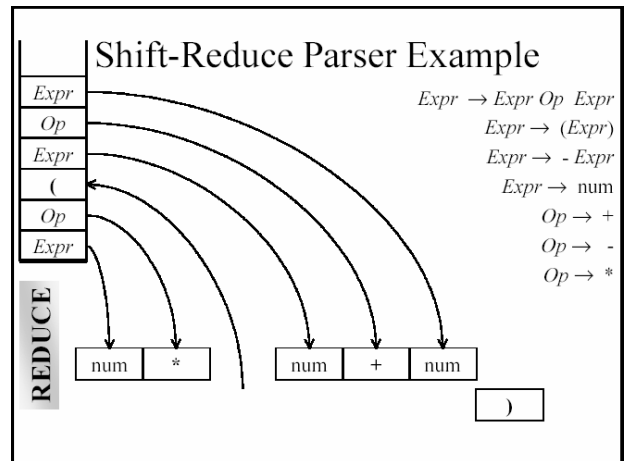 Shift-Reduce Parser Example
Expr
Op
Expr
(
Op
Expr
Expr → Expr Op Expr
Expr → (Expr)
Expr → - Expr
Expr → num
Op → +
Op → -
Op → *
REDUCE
num * num + num
)